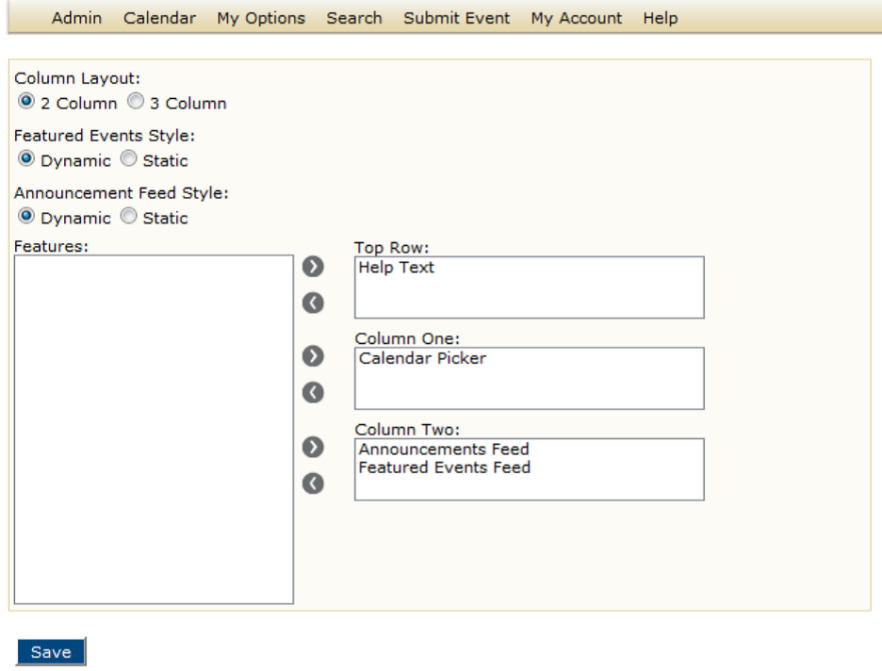 Admin Calendar My Options Search Submit Event My Account Help
Column Layout:
2 Column 3 Column
Featured Events Style:
Dynamic Static
Announcement Feed Style:
Dynamic Static
Features:
Top Row:
Help Text
Column One:
Calendar Picker
Column Two:
Announcements Feed
Featured Events Feed
Save